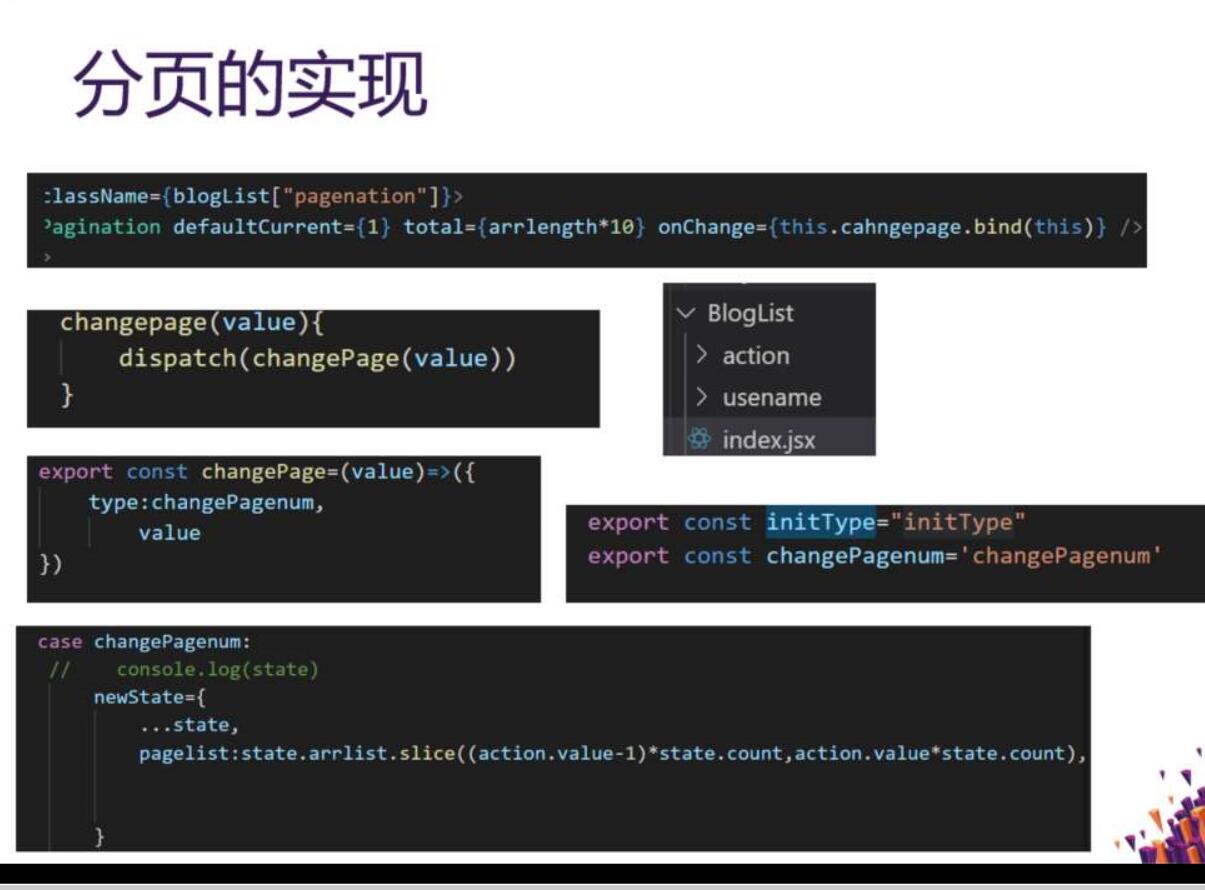 分页的实现
className={blogList["pagenation"]}>
Pagination defaultCurrent={1} total={arrlength*10} onChange={this.cahngepage.bind(this)} />
>
changepage(value){
dispatch(changePage(value))
}
BlogList
action
usename
index.jsx
export const changePage=(value)=>({
type:changePagenum,
value
})
export const initType="initType"
export const changePagenum='changePagenum'
case changePagenum:
// console.log(state)
newState={
...state,
pagelist:state.arrlist.slice((action.value-1)*state.count,action.value*state.count),
}